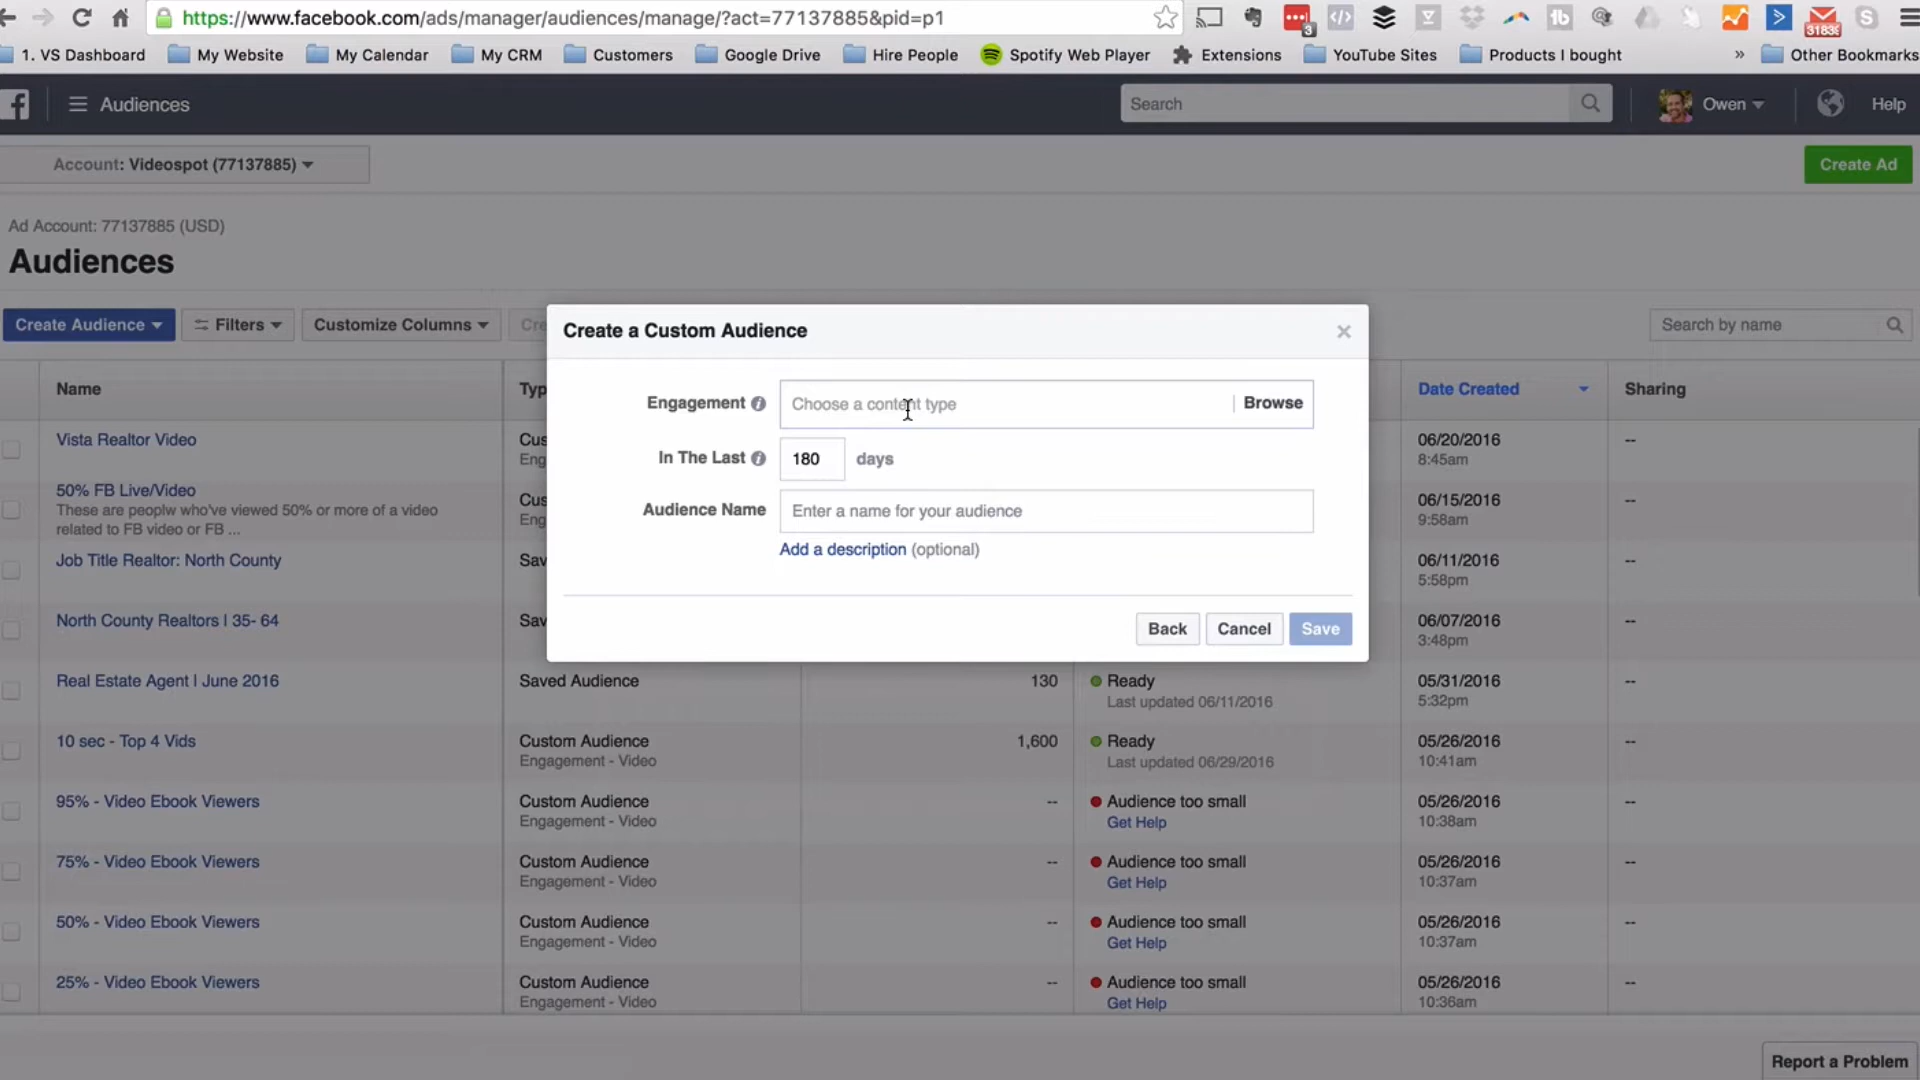 https://www.facebook.com/ads/manager/audiences/manage/?act=77137885&pid=p1
3
3183
1. VS Dashboard
My Website
My Calendar
My CRM
Customers
Google Drive
Hire People
Spotify Web Player
Extensions
YouTube Sites
Products I bought
»
Other Bookmarks
Audiences
Search
Owen
Help
Account: Videospot (77137885)
Create Ad
Ad Account: 77137885 (USD)
Audiences
Create Audience
Filters
Customize Columns
Cre
Search by name
Create a Custom Audience
Engagement
Choose a content type
Browse
In The Last
180
days
Audience Name
Enter a name for your audience
Add a description (optional)
Back
Cancel
Save
Name
Typ
Date Created
Sharing
Vista Realtor Video
Cus
Eng
06/20/2016
8:45am
--
50% FB Live/Video
These are peoplw who've viewed 50% or more of a video
related to FB video or FB ...
Cus
Eng
06/15/2016
9:58am
--
Job Title Realtor: North County
Sav
06/11/2016
5:58pm
--
North County Realtors | 35- 64
Sav
06/07/2016
3:48pm
--
Real Estate Agent | June 2016
Saved Audience
130
Ready
Last updated 06/11/2016
05/31/2016
5:32pm
--
10 sec - Top 4 Vids
Custom Audience
Engagement - Video
1,600
Ready
Last updated 06/29/2016
05/26/2016
10:41am
--
95% - Video Ebook Viewers
Custom Audience
Engagement - Video
--
Audience too small
Get Help
05/26/2016
10:38am
--
75% - Video Ebook Viewers
Custom Audience
Engagement - Video
--
Audience too small
Get Help
05/26/2016
10:37am
--
50% - Video Ebook Viewers
Custom Audience
Engagement - Video
--
Audience too small
Get Help
05/26/2016
10:37am
--
25% - Video Ebook Viewers
Custom Audience
Engagement - Video
--
Audience too small
Get Help
05/26/2016
10:36am
--
Report a Problem